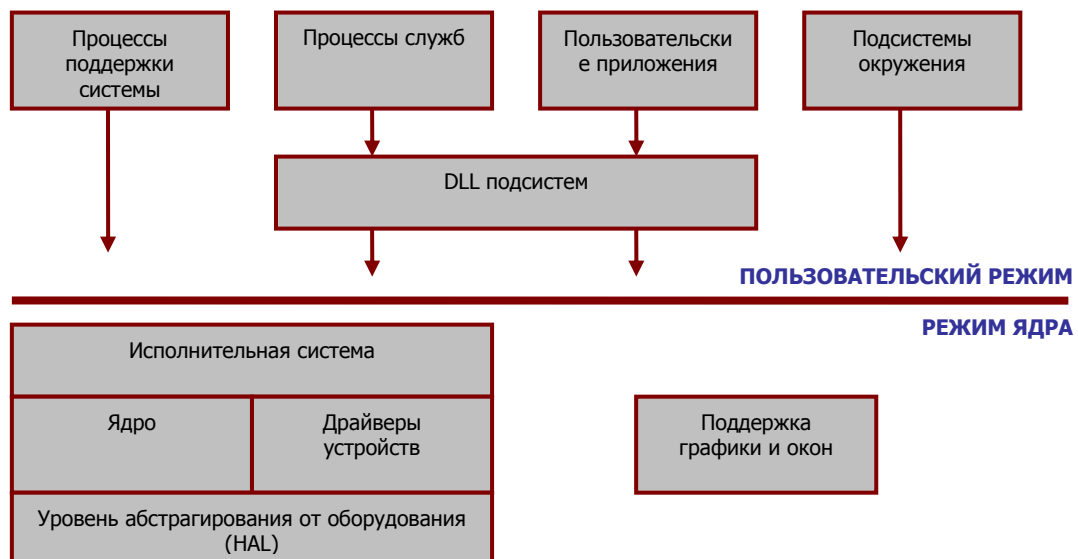 Процессы
поддержки
системы
Процессы служб
Пользовательски
е приложения
Подсистемы
окружения
DLL подсистем
ПОЛЬЗОВАТЕЛЬСКИЙ РЕЖИМ
РЕЖИМ ЯДРА
Исполнительная система
Ядро
Драйверы
устройств
Поддержка
графики и окон
Уровень абстрагирования от оборудования
(HAL)